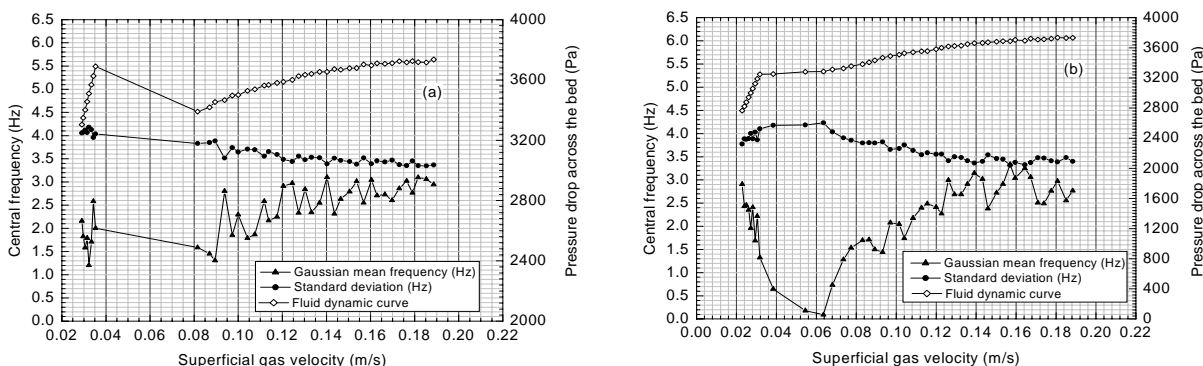 6.5
6.0
5.5
5.0
4.5
4.0
3.5
3.0
2.5
2.0
1.5
1.0
0.5
0.0
Central frequency (Hz)
(a)
Gaussian mean frequency (Hz)
Standard deviation (Hz)
Fluid dynamic curve
4000
3600
3200
2800
2400
2000
Pressure drop across the bed (Pa)
0.02 0.04 0.06 0.08 0.10 0.12 0.14 0.16 0.18 0.20 0.22
Superficial gas velocity (m/s)
6.5
6.0
5.5
5.0
4.5
4.0
3.5
3.0
2.5
2.0
1.5
1.0
0.5
0.0
Central frequency (Hz)
(b)
Gaussian mean frequency (Hz)
Standard deviation (Hz)
Fluid dynamic curve
4000
3600
3200
2800
2400
2000
1600
1200
800
400
0
Pressure drop across the bed (Pa)
0.00 0.02 0.04 0.06 0.08 0.10 0.12 0.14 0.16 0.18 0.20 0.22
Superficial gas velocity (m/s)